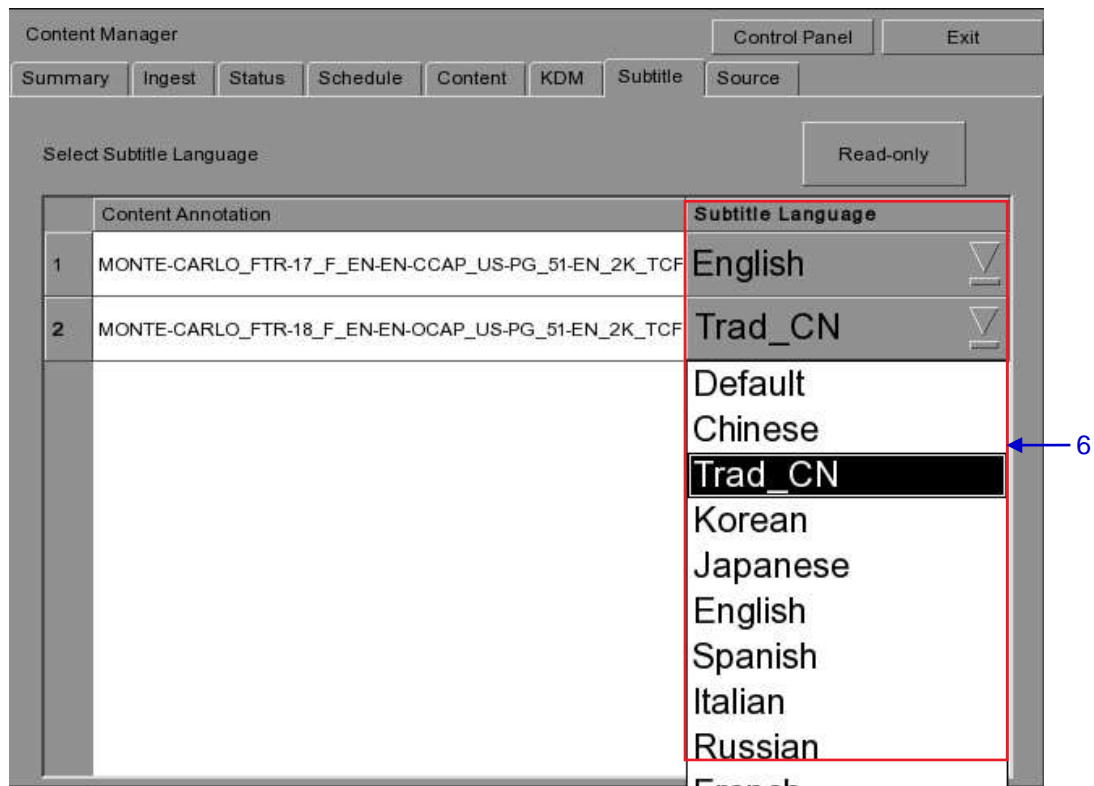 Content Manager Control Panel Exit
Summary Ingest Status Schedule Content KDM Subtitle Source
Select Subtitle Language Read-only
Content Annotation Subtitle Language
1 MONTE-CARLO_FTR-17_F_EN-EN-CCAP_US-PG_51-EN_2K_TCF English
2 MONTE-CARLO_FTR-18_F_EN-EN-OCAP_US-PG_51-EN_2K_TCF Trad_CN
Default
Chinese
6
Trad_CN
Korean
Japanese
English
Spanish
Italian
Russian
French